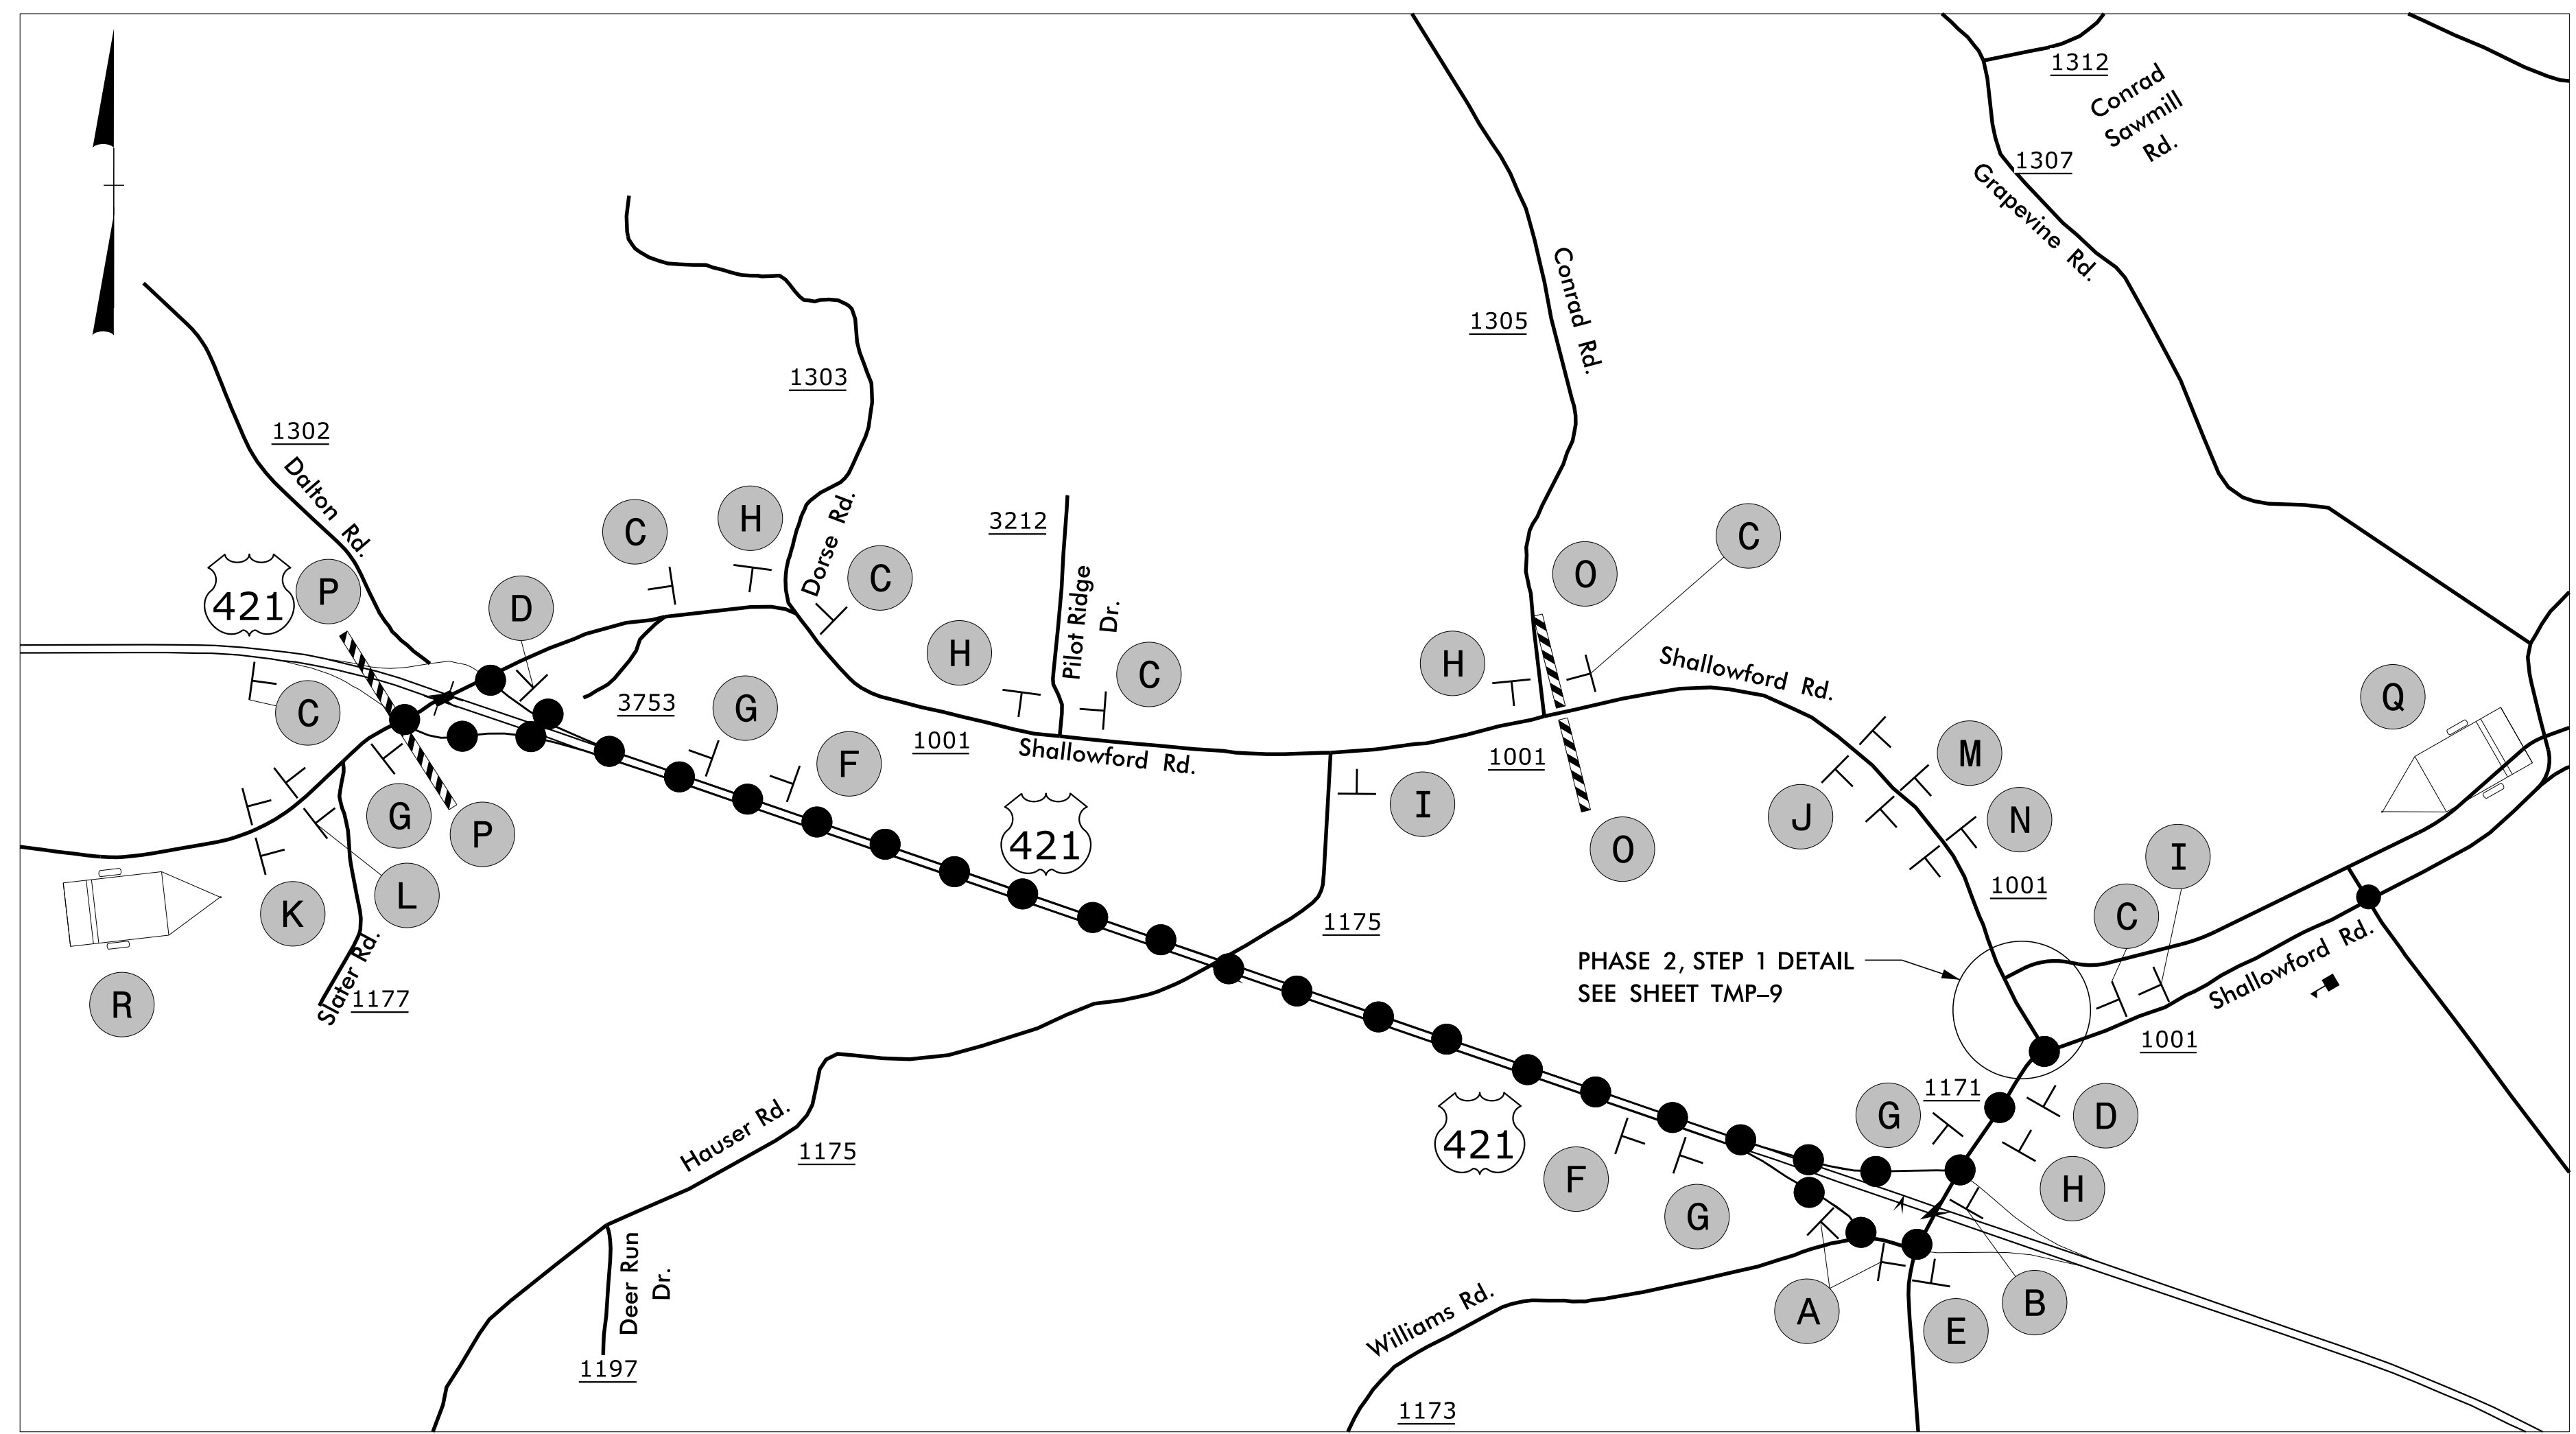 1312
Conrad
Sawmill
Rd.
1307
Grapevine Rd.
1305
Conrad Rd.
1303
1302
Dalton Rd.
421
P
D
C
H
Dorse Rd.
C
3212
Pilot Ridge
Dr.
H
C
O
C
H
Shallowford Rd.
Q
C
3753
G
F
1001
Shallowford Rd.
1001
I
O
J
M
N
1001
G
P
L
K
R
Slater Rd.
1177
421
1175
PHASE 2, STEP 1 DETAIL
SEE SHEET TMP–9
C
I
Shallowford Rd.
1001
1171
G
D
H
Hauser Rd.
1175
421
F
G
A
E
B
Deer Run
Dr.
1197
Williams Rd.
1173